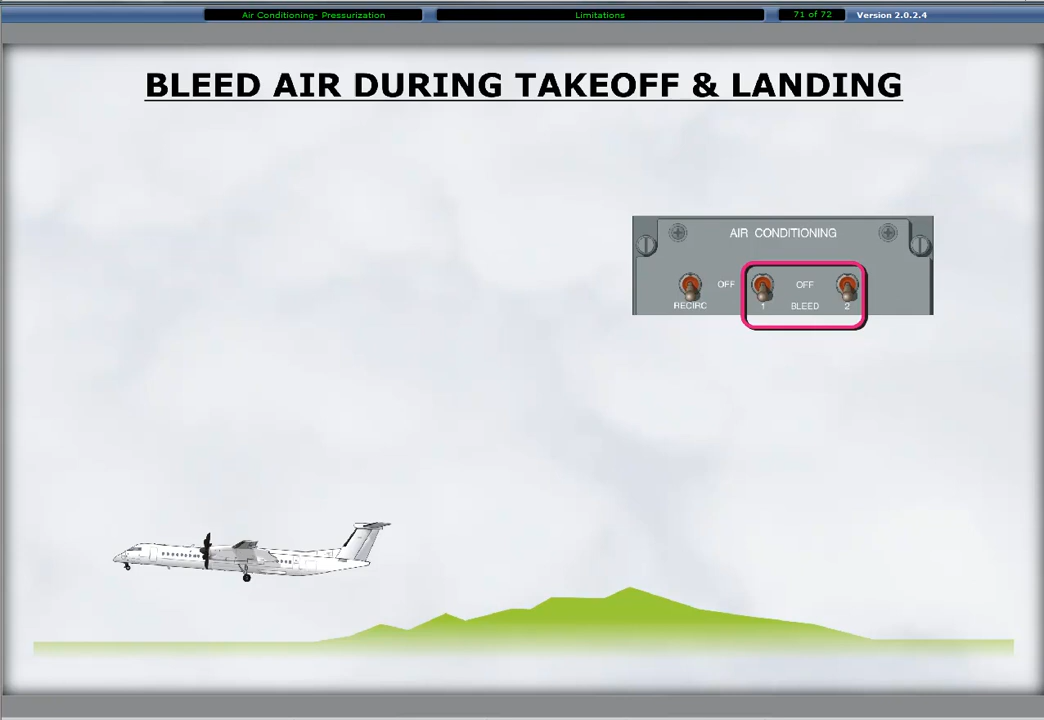 Air Conditioning- Pressurization
Limitations
71 of 72
Version 2.0.2.4
BLEED AIR DURING TAKEOFF & LANDING
AIR CONDITIONING
OFF
OFF
RECIRC
1
BLEED
2